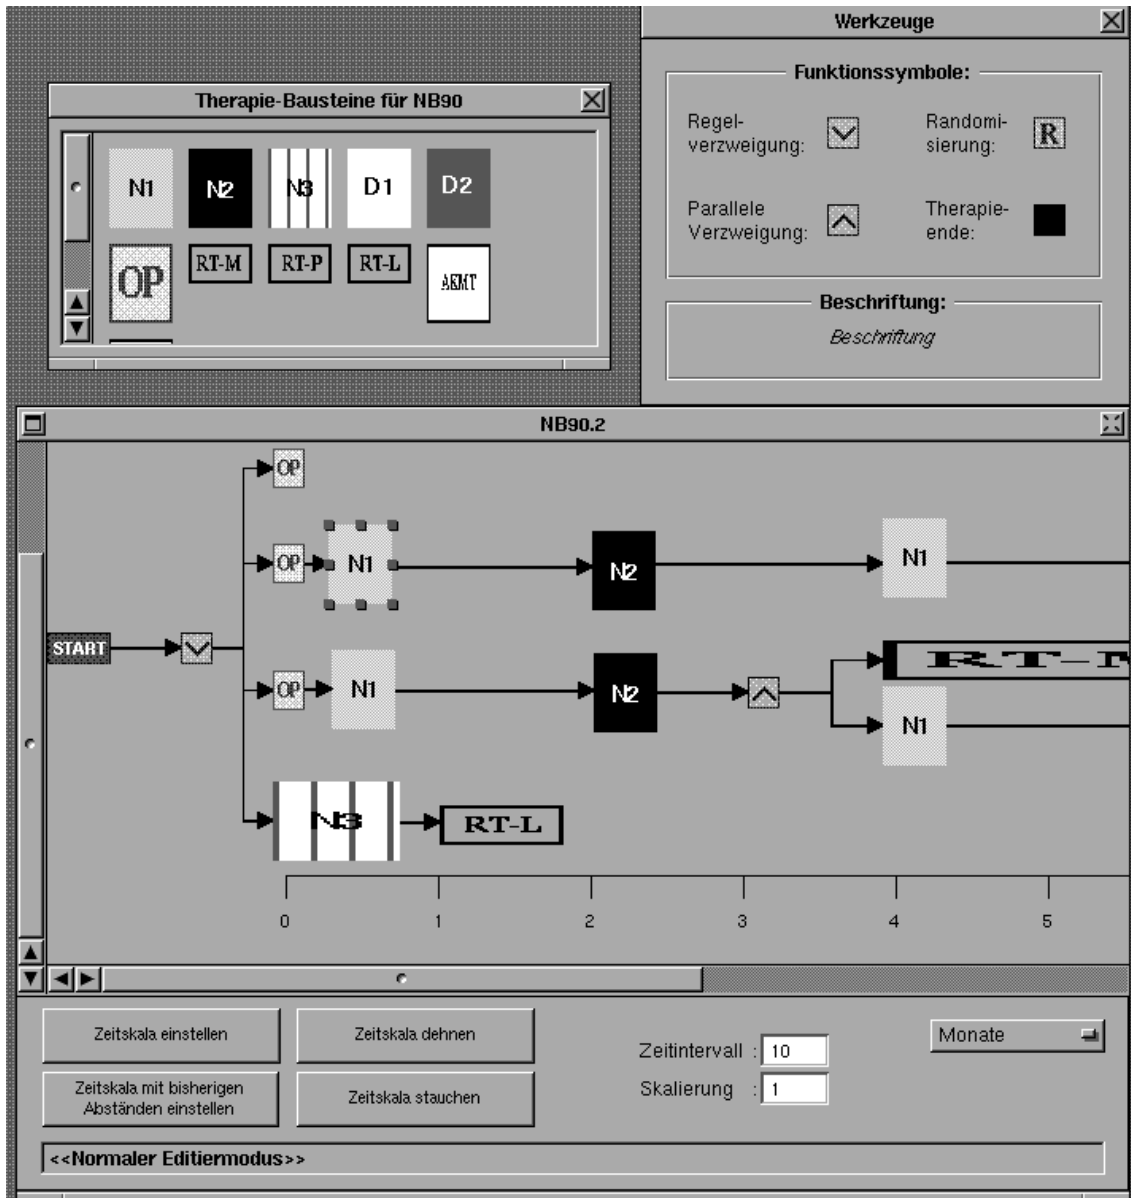 Werkzeuge
Funktionssymbole:
Regel-
verzweigung:
Randomi-
sierung:
R
Parallele
Verzweigung:
Therapie-
ende:
Beschriftung:
Beschriftung
Therapie-Bausteine für NB90
N1 N2 N3 D1 D2
OP RT-M RT-P RT-L AEMT
NB90.2
OP
OP N1 N2 N1
START
RT-M
OP N1 N2
N1
N3 RT-L
0 1 2 3 4 5
Zeitskala einstellen
Zeitskala dehnen
Zeitskala mit bisherigen
Abständen einstellen
Zeitskala stauchen
Zeitintervall : 10
Skalierung : 1
Monate
<<Normaler Editiermodus>>